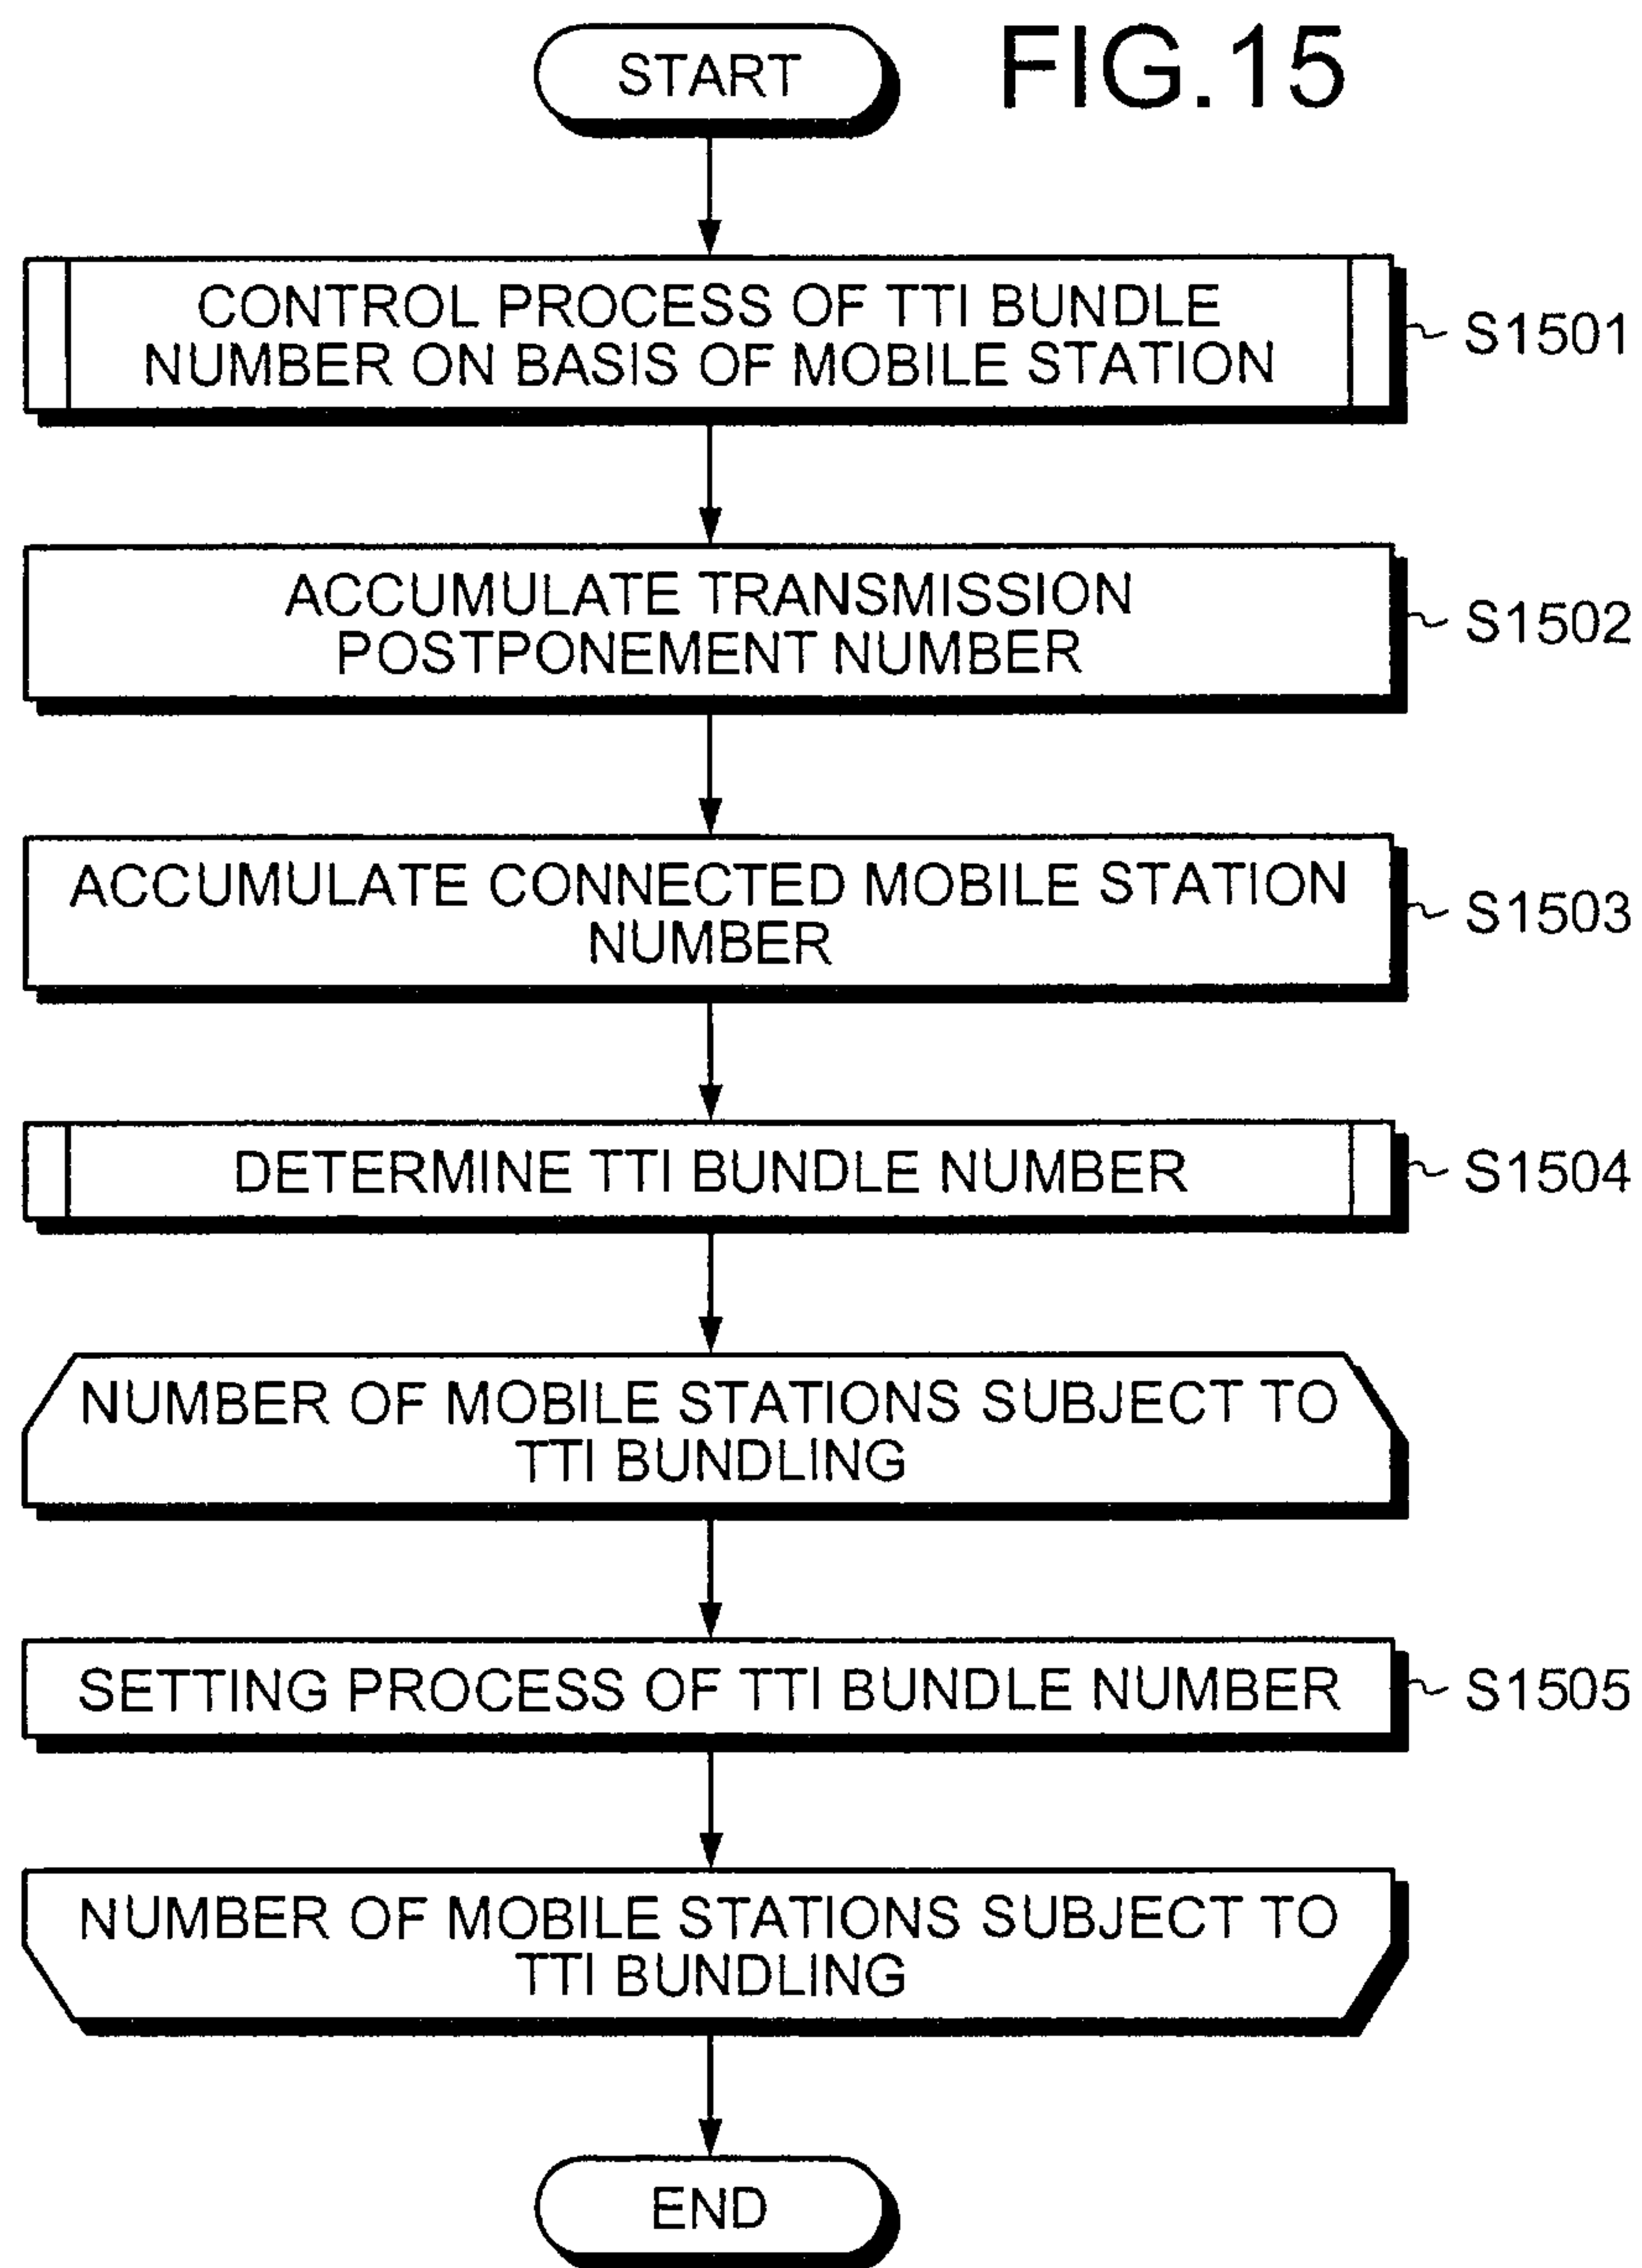 START
FIG.15
CONTROL PROCESS OF TTI BUNDLE
NUMBER ON BASIS OF MOBILE STATION
S1501
ACCUMULATE TRANSMISSION
POSTPONEMENT NUMBER
S1502
ACCUMULATE CONNECTED MOBILE STATION
NUMBER
S1503
DETERMINE TTI BUNDLE NUMBER
S1504
NUMBER OF MOBILE STATIONS SUBJECT TO
TTI BUNDLING
SETTING PROCESS OF TTI BUNDLE NUMBER
S1505
NUMBER OF MOBILE STATIONS SUBJECT TO
TTI BUNDLING
END